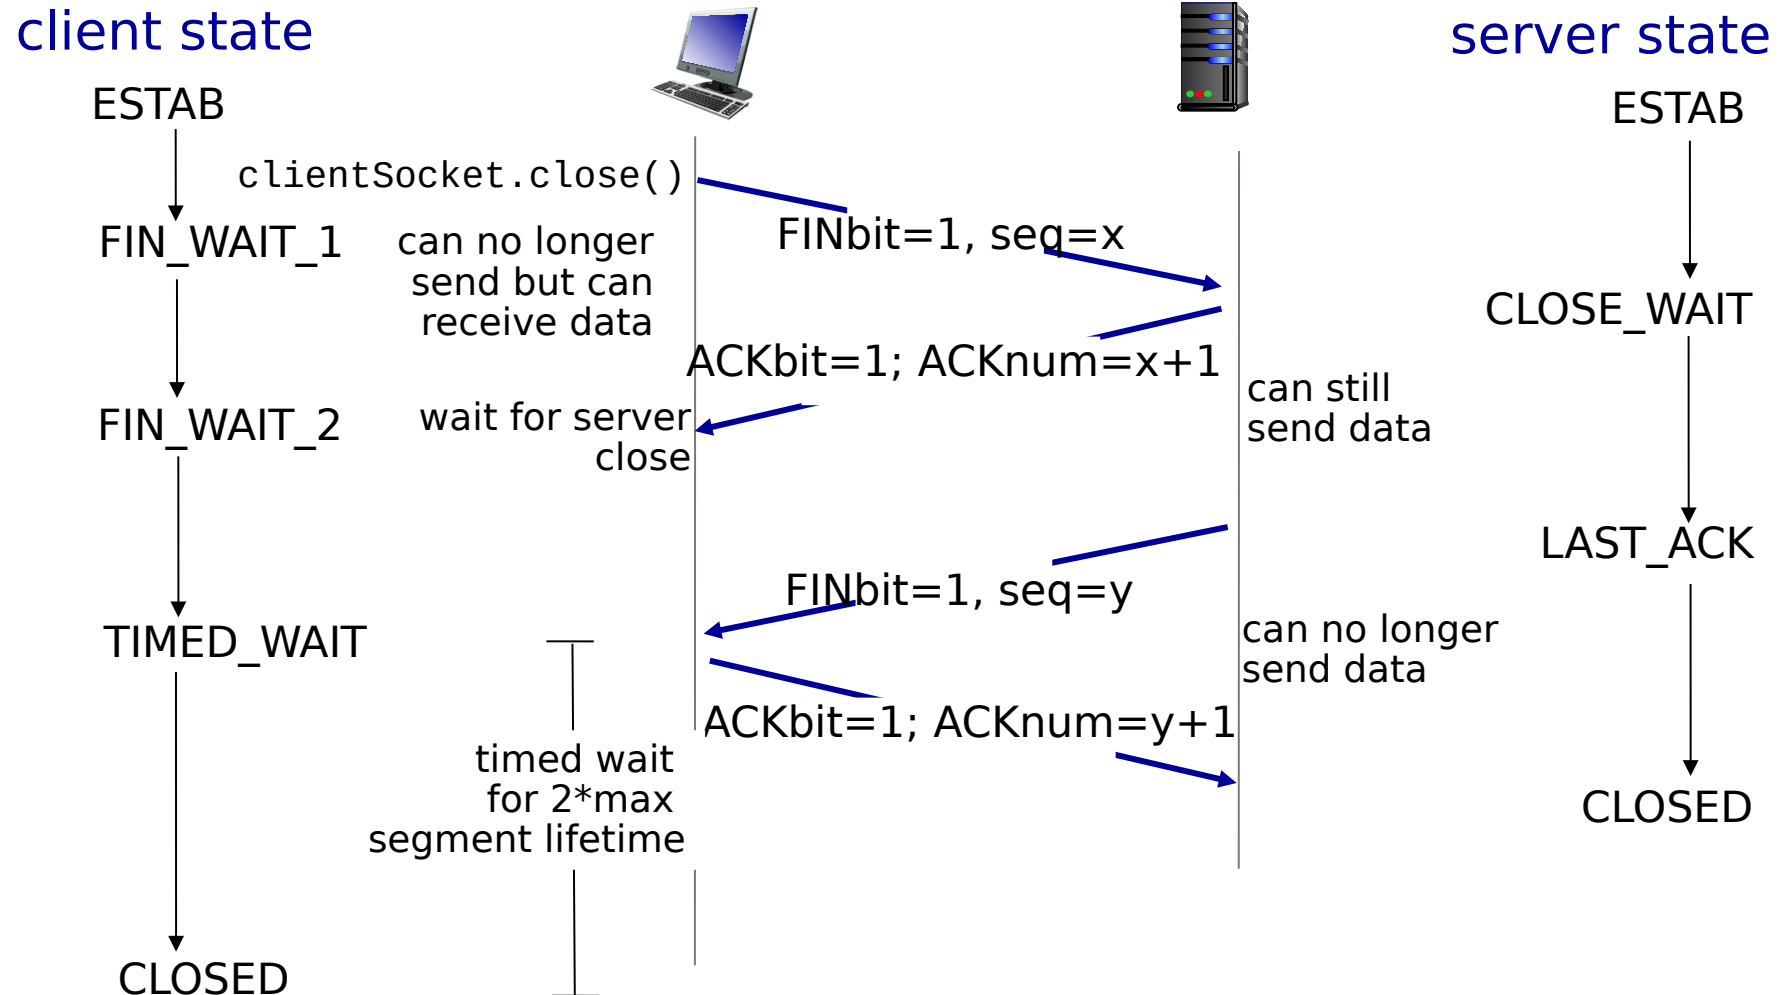 client state
server state
ESTAB
ESTAB
clientSocket.close()
FIN_WAIT_1
can no longer
send but can
receive data
FINbit=1, seq=x
CLOSE_WAIT
ACKbit=1; ACKnum=x+1
can still
send data
FIN_WAIT_2
wait for server
close
LAST_ACK
FINbit=1, seq=y
TIMED_WAIT
can no longer
send data
ACKbit=1; ACKnum=y+1
timed wait
for 2*max
segment lifetime
CLOSED
CLOSED